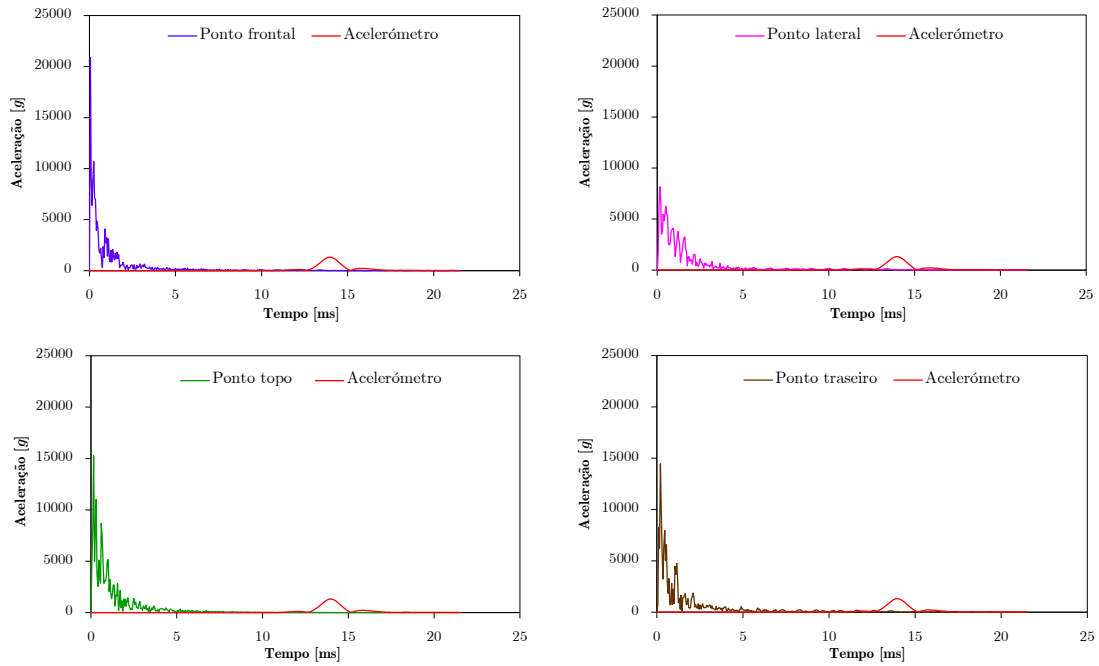 25000
Ponto frontal Acelerómetro
20000
15000
10000
5000
0
Aceleração [g]
0 5 10 15 20 25
Tempo [ms]
25000
Ponto lateral Acelerómetro
20000
15000
10000
5000
0
Aceleração [g]
0 5 10 15 20 25
Tempo [ms]
25000
Ponto topo Acelerómetro
20000
15000
10000
5000
0
Aceleração [g]
0 5 10 15 20 25
Tempo [ms]
25000
Ponto traseiro Acelerómetro
20000
15000
10000
5000
0
Aceleração [g]
0 5 10 15 20 25
Tempo [ms]